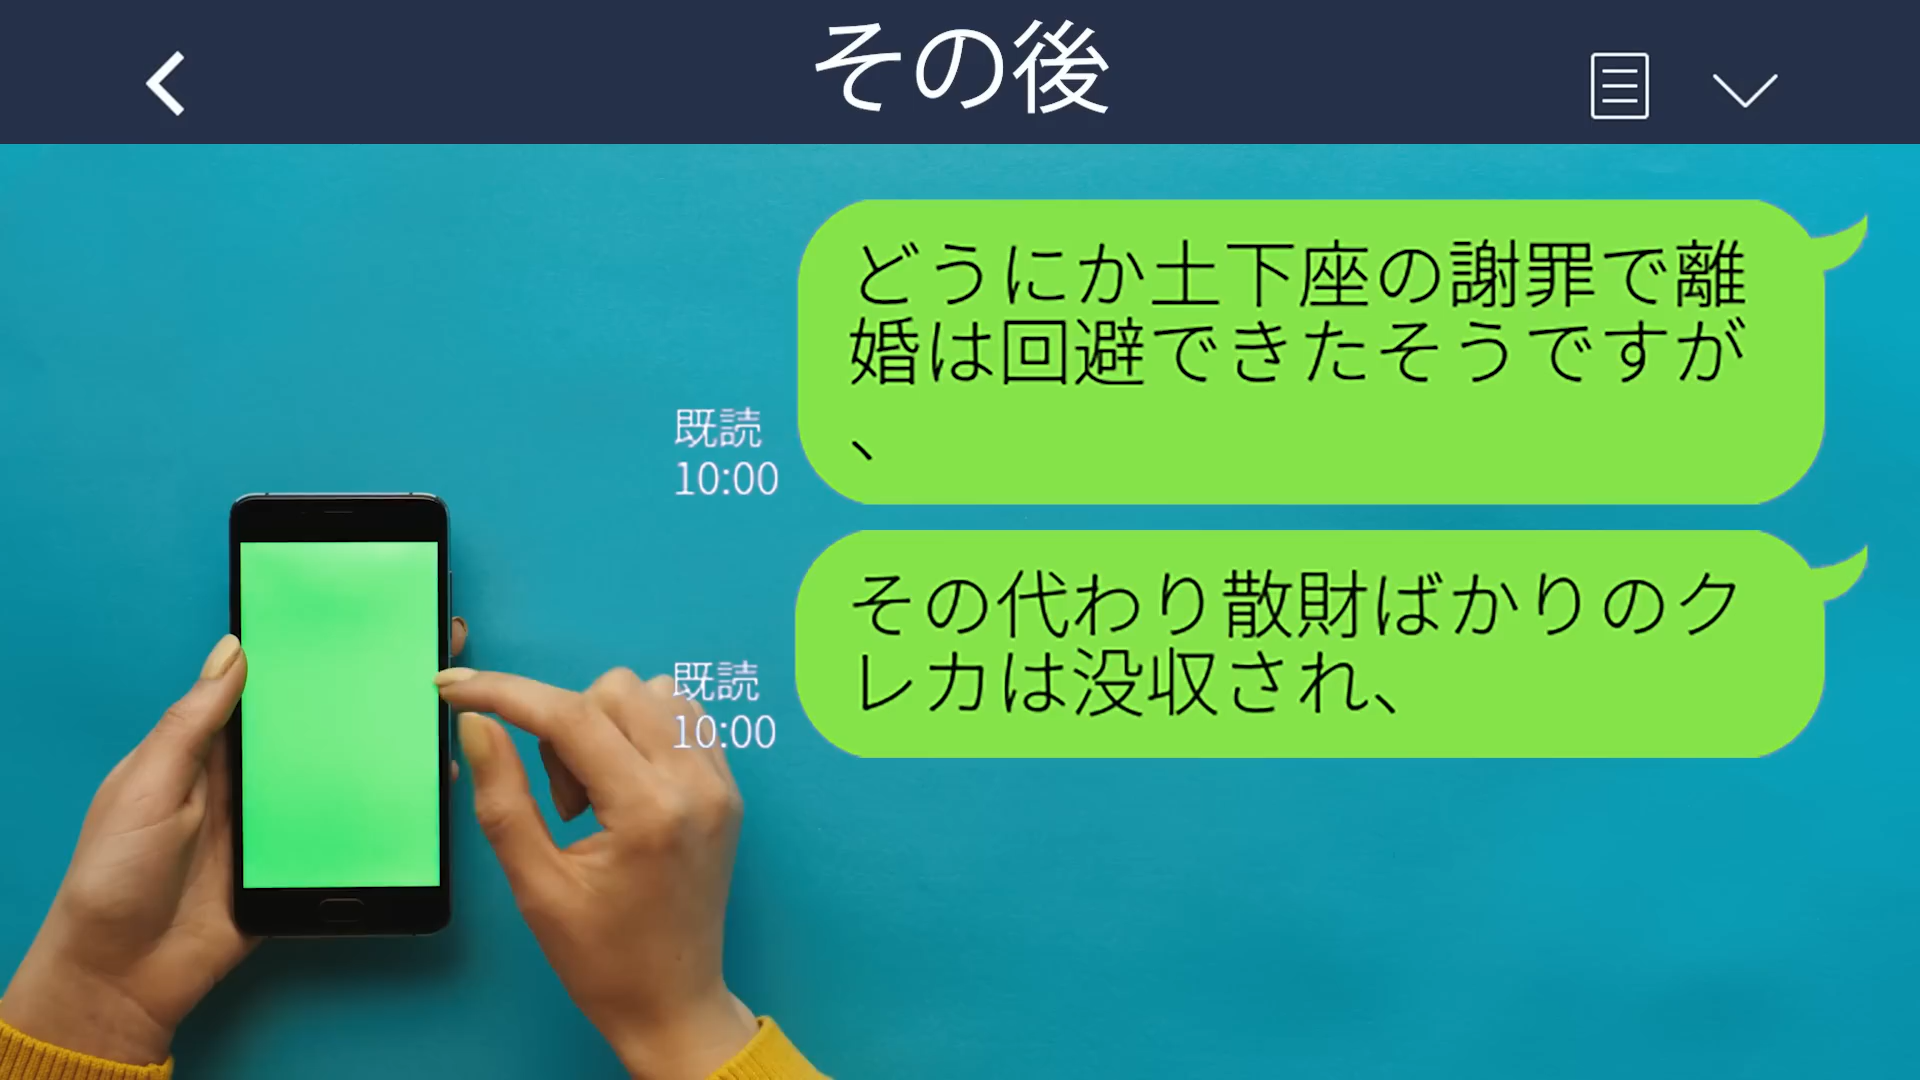 その後
どうにか土下座の謝罪で離
婚は回避できたそうですが
、
既読
10:00
その代わり散財ばかりのク
レカは没収され、
既読
10:00